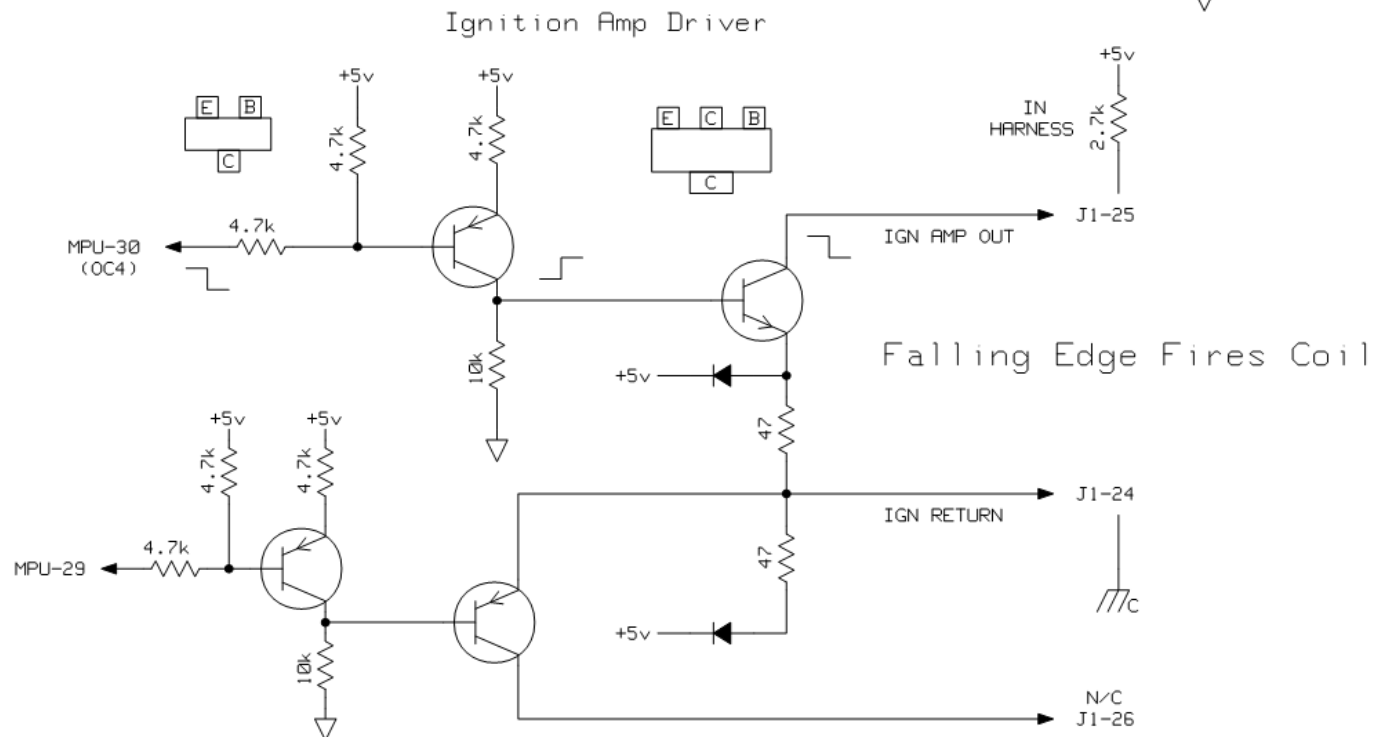 Ignition Amp Driver
+5v
+5v
+5v
E B
C
E C B
C
IN
HARNESS
2.7k
4.7k
4.7k
4.7k
MPU-30
(OC4)
J1-25
IGN AMP OUT
10k
+5v
Falling Edge Fires Coil
47
+5v
+5v
4.7k
4.7k
J1-24
IGN RETURN
4.7k
MPU-29
47
C
+5v
10k
N/C
J1-26